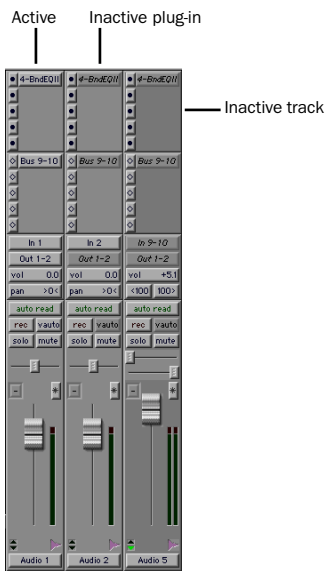 Active Inactive plug-in
Inactive track
4-BndEQII 4-BndEQII 4-BndEQII
Bus 9-10 Bus 9-10 Bus 9-10
In 1 In 2 In 9-10
Out 1-2 Out 1-2 Out 1-2
vol 0.0 vol 0.0 vol +5.1
pan >0< pan >0< <100 100>
auto read auto read auto read
rec vauto rec vauto rec vauto
solo mute solo mute solo mute
Audio 1 Audio 2 Audio 5